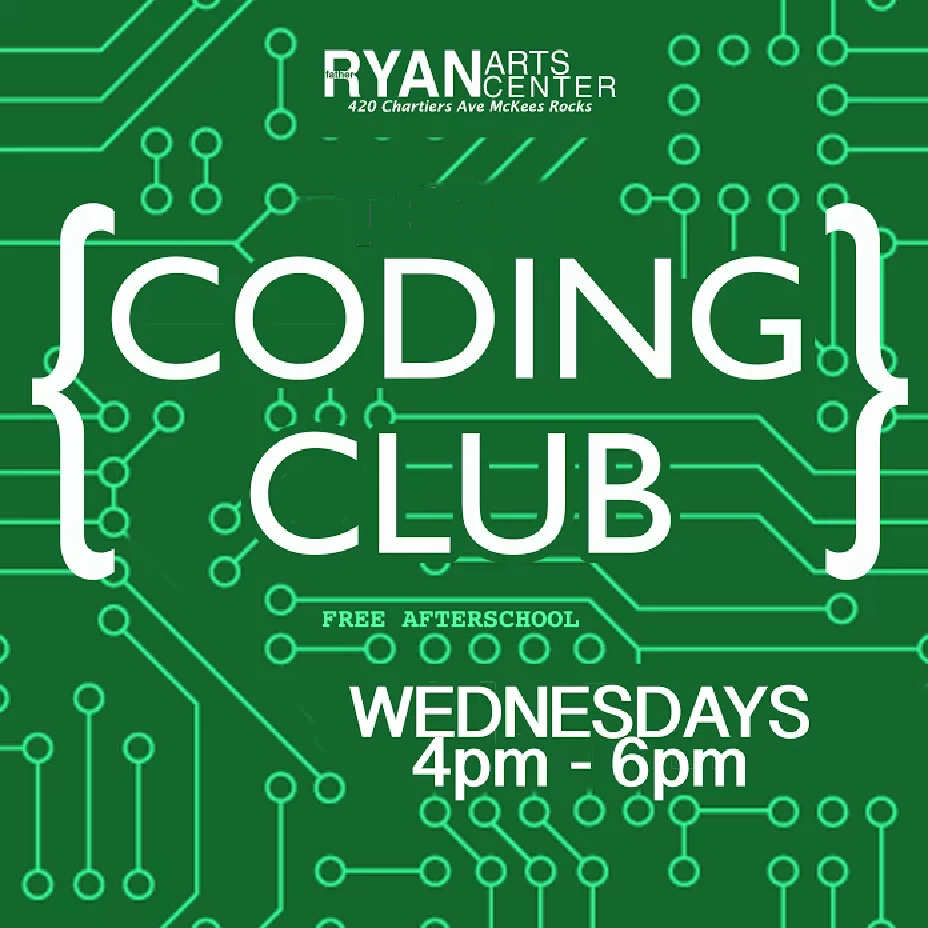 father RYAN ARTS CENTER
420 Chartiers Ave McKees Rocks
{ CODING
CLUB }
FREE AFTERSCHOOL
WEDNESDAYS
4pm - 6pm